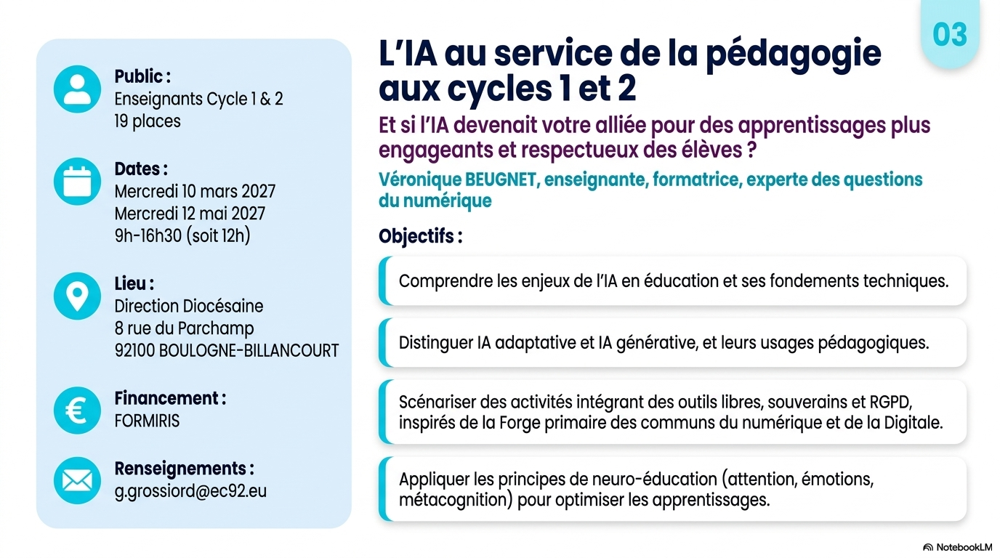 03
Public :
Enseignants Cycle 1 & 2
19 places
Dates :
Mercredi 10 mars 2027
Mercredi 12 mai 2027
9h-16h30 (soit 12h)
Lieu :
Direction Diocésaine
8 rue du Parchamp
92100 BOULOGNE-BILLANCOURT
Financement :
€
FORMIRIS
Renseignements :
g.grossiord@ec92.eu
L'IA au service de la pédagogie
aux cycles 1 et 2
Et si l'IA devenait votre alliée pour des apprentissages plus
engageants et respectueux des élèves ?
Véronique BEUGNET, enseignante, formatrice, experte des questions
du numérique
Objectifs :
Comprendre les enjeux de l'IA en éducation et ses fondements techniques.
Distinguer IA adaptative et IA générative, et leurs usages pédagogiques.
Scénariser des activités intégrant des outils libres, souverains et RGPD,
inspirés de la Forge primaire des communs du numérique et de la Digitale.
Appliquer les principes de neuro-éducation (attention, émotions,
métacognition) pour optimiser les apprentissages.
NotebookLM